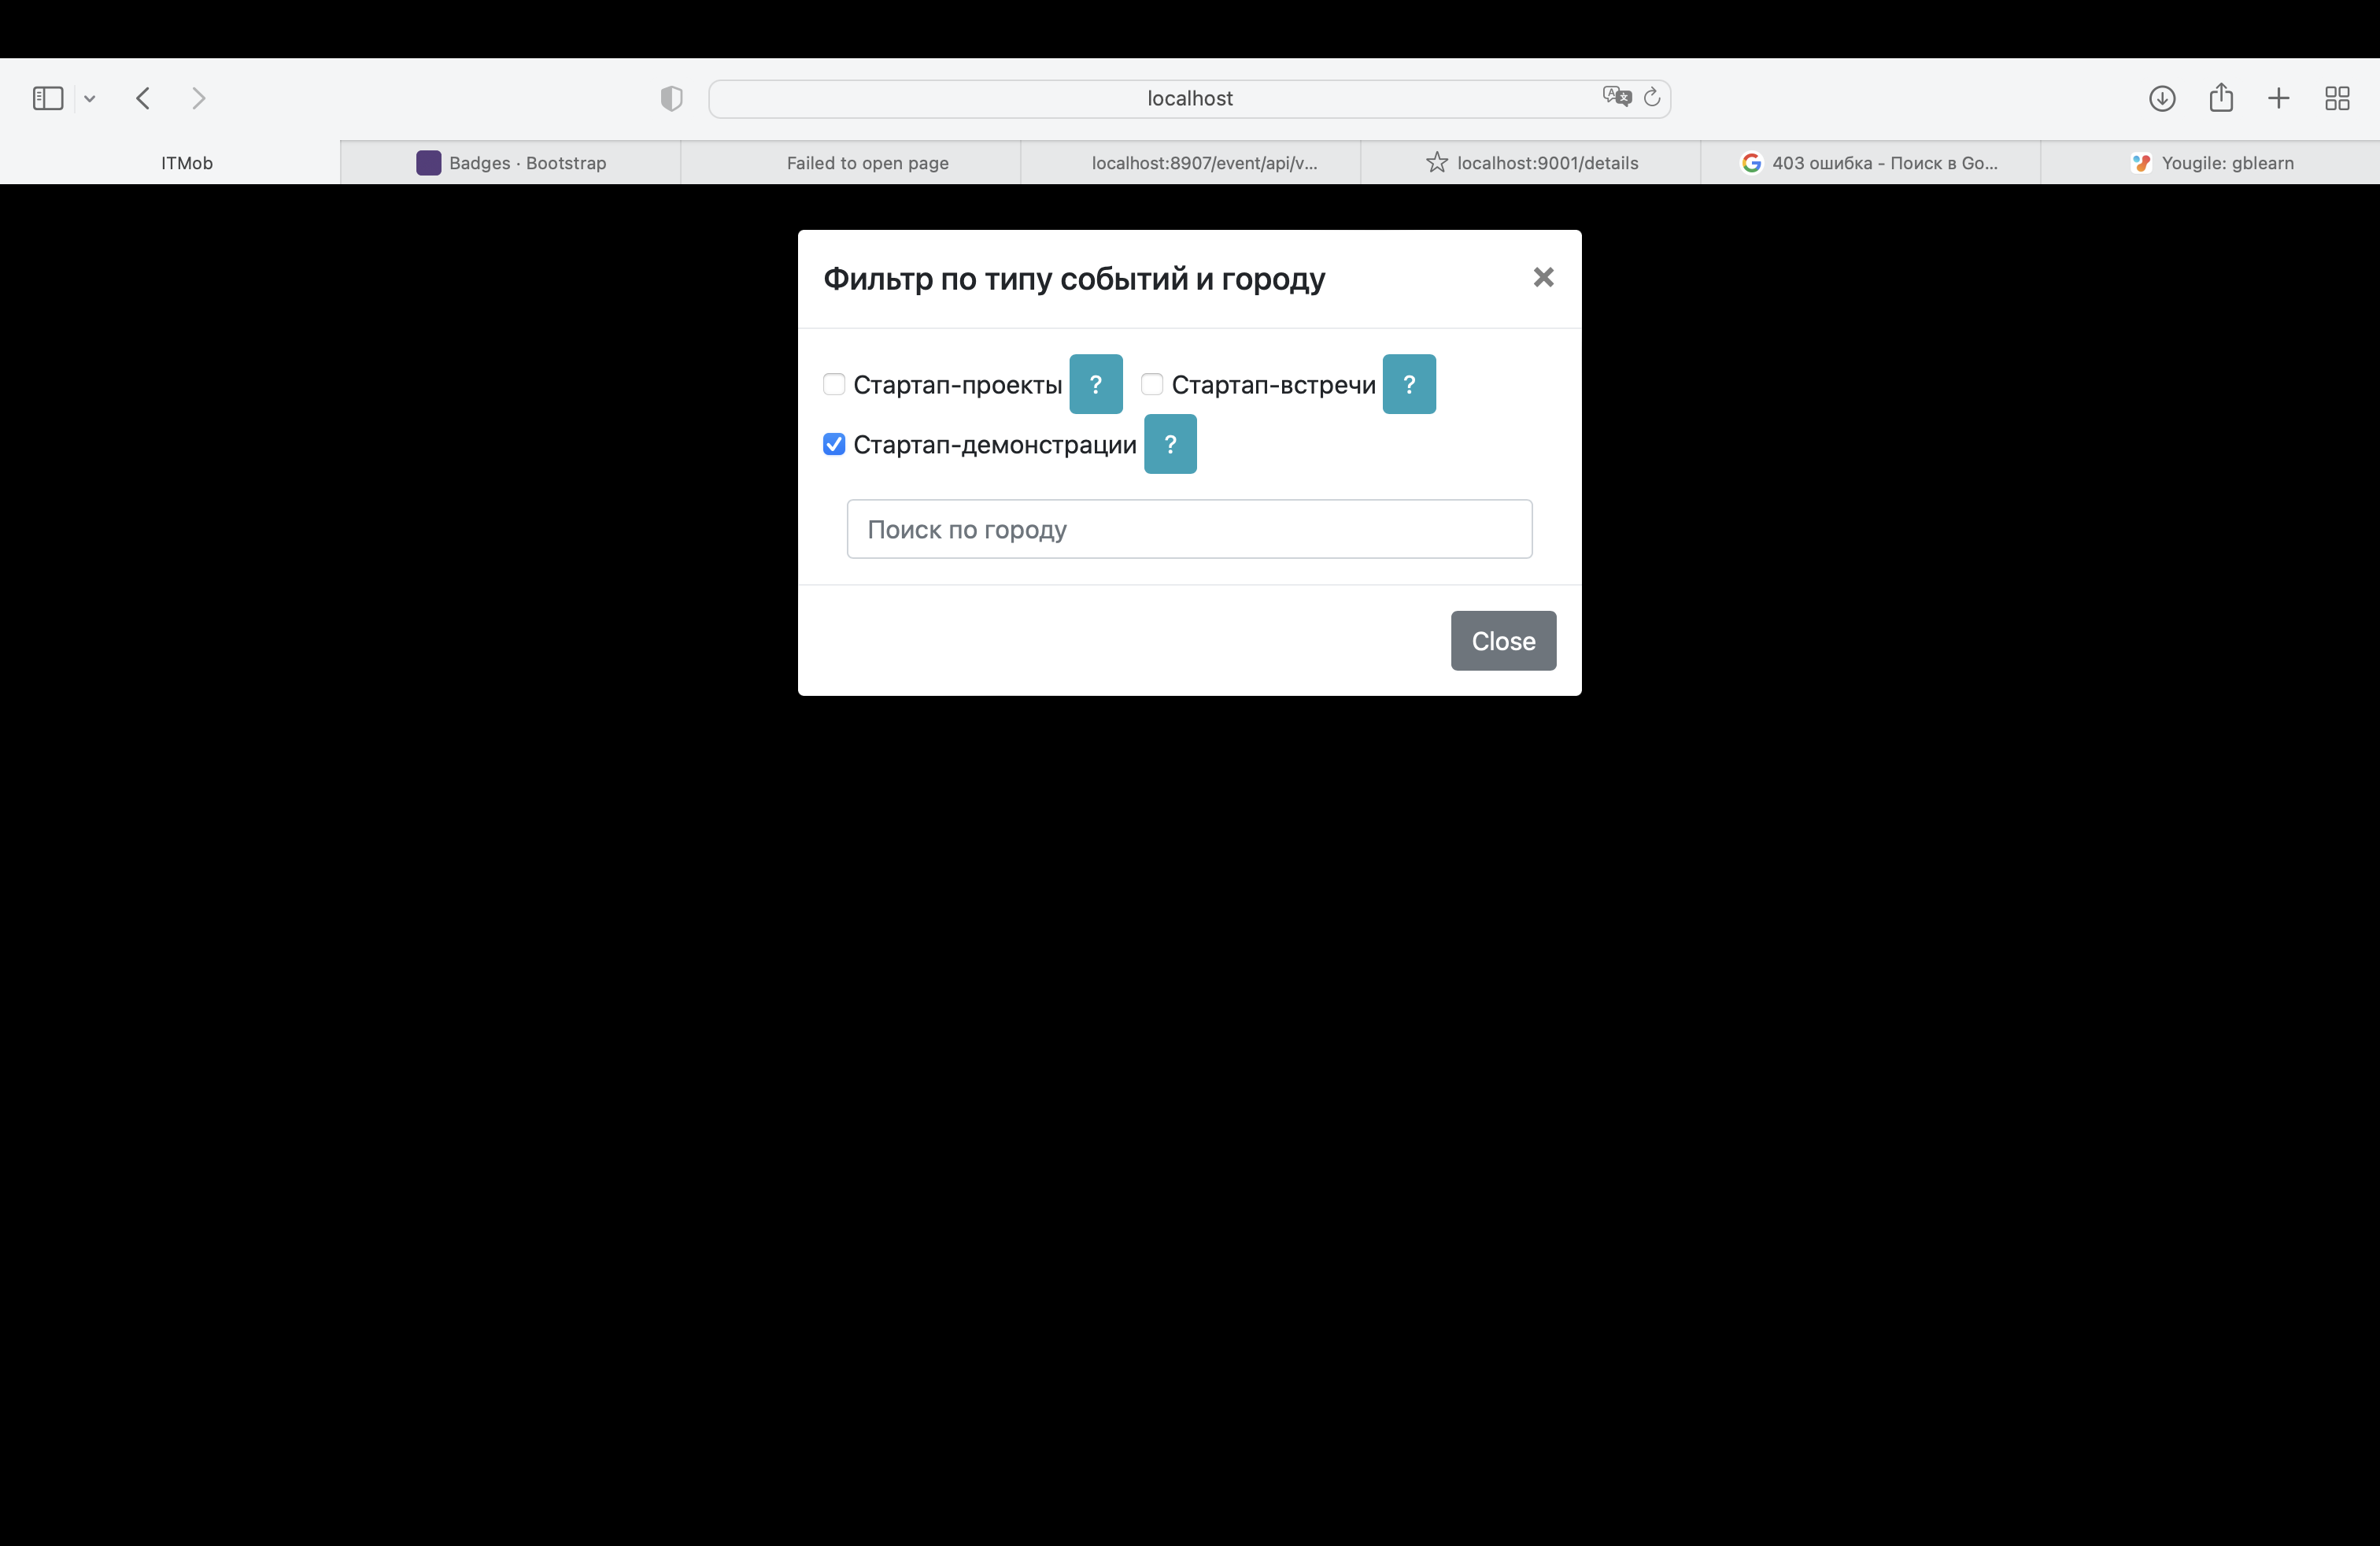 localhost
ITMob
Badges · Bootstrap
Failed to open page
localhost:8907/event/api/v...
localhost:9001/details
403 ошибка - Поиск в Go...
Yougile: gblearn
Фильтр по типу событий и городу
Стартап-проекты ? Стартап-встречи ?
Стартап-демонстрации ?
Поиск по городу
Close